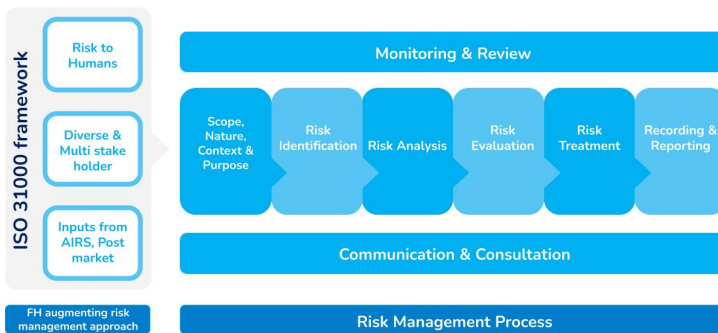 ISO 31000 framework
Risk to
Humans
Diverse &
Multi stake
holder
Inputs from
AIRS, Post
market
FH augmenting risk
management approach
Monitoring & Review
Scope,
Nature,
Context &
Purpose
Risk
Identification
Risk Analysis
Risk
Evaluation
Risk
Treatment
Recording &
Reporting
Communication & Consultation
Risk Management Process